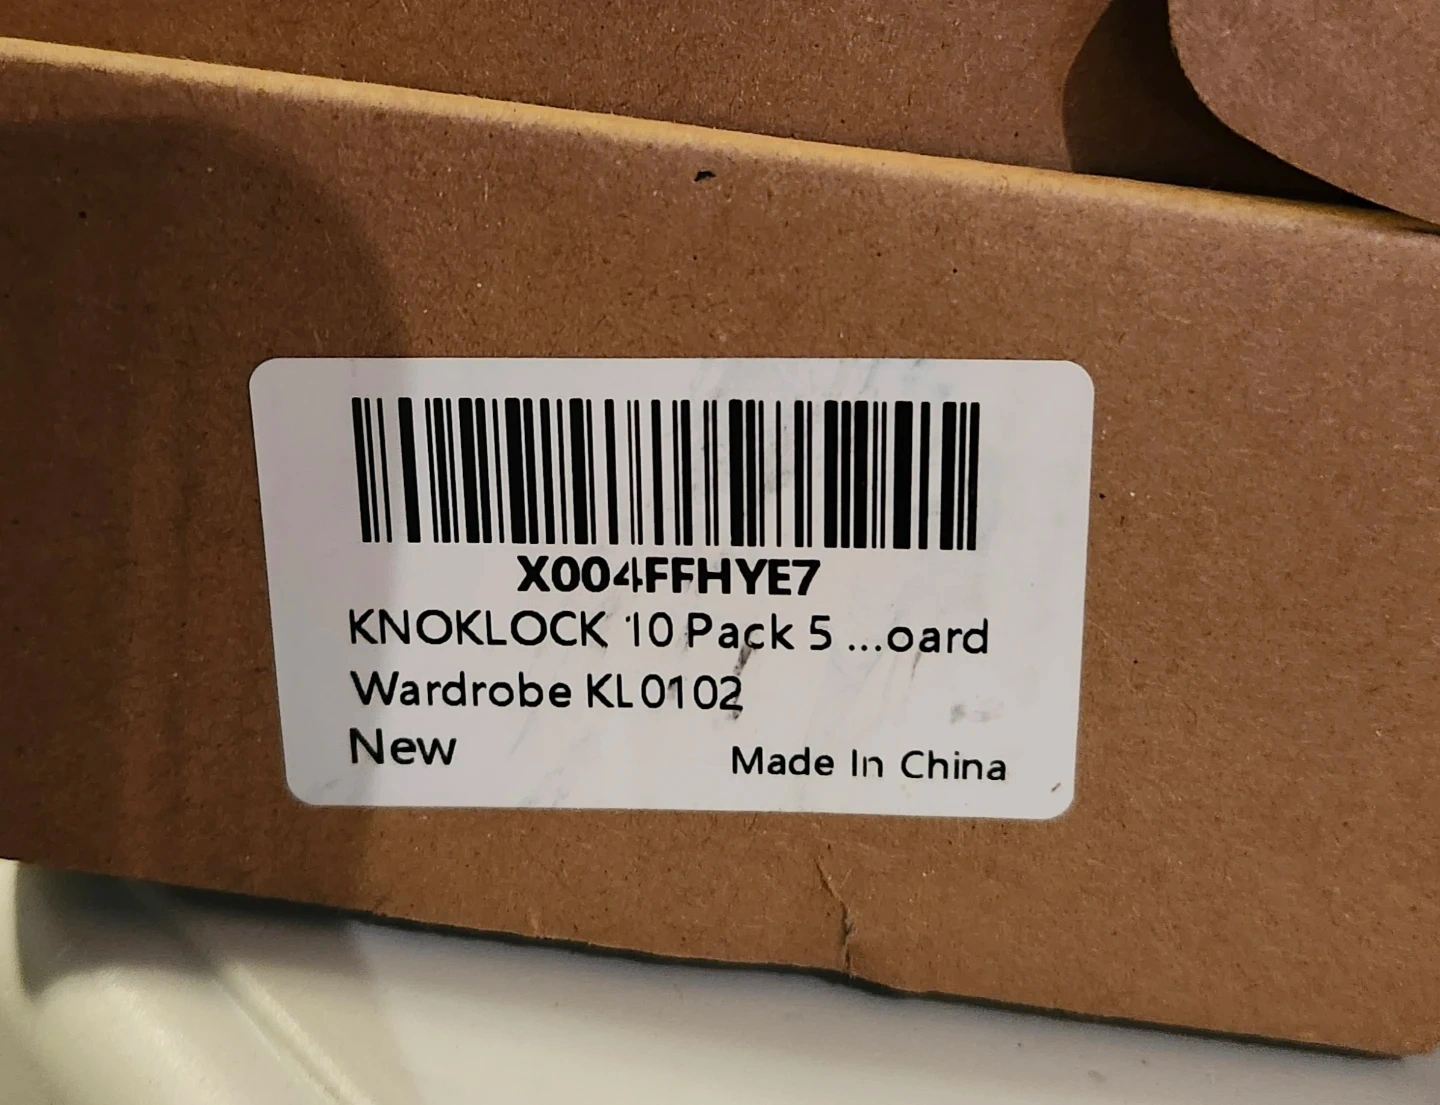 X004FFHYE7
KNOKLOCK 10 Pack 5 ...oard
Wardrobe KL0102
New
Made In China